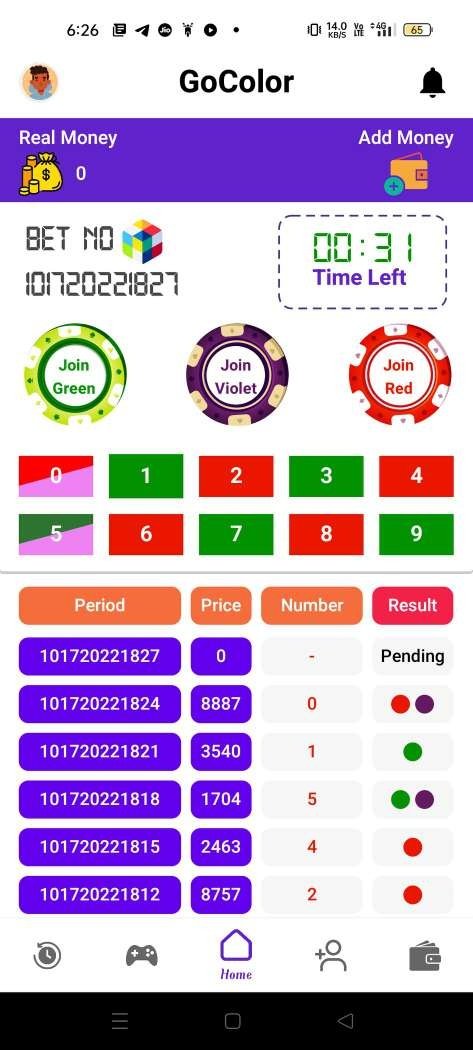 6:26
14.0 KB/S
Vo LTE
4G
65
GoColor
Real Money
Add Money
0
BET NO
101720221827
00:31
Time Left
Join Green
Join Violet
Join Red
0 1 2 3 4
5 6 7 8 9
Period Price Number Result
101720221827 0 - Pending
101720221824 8887 0
101720221821 3540 1
101720221818 1704 5
101720221815 2463 4
101720221812 8757 2
Home